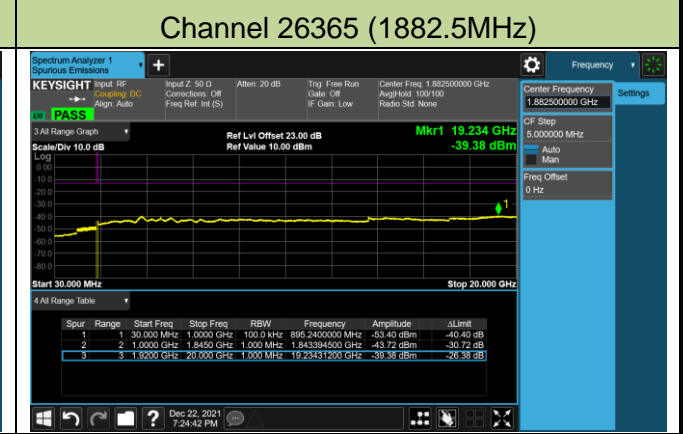 Channel 26365 (1882.5MHz)
Spectrum Analyzer 1
Spurious Emissions
Frequency
KEYSIGHT
Input: RF
Coupling: DC
Align: Auto
Input Z: 50 Ω
Corrections: Off
Freq Ref: Int (S)
Atten: 20 dB
Trig: Free Run
Gate: Off
IF Gain: Low
Center Freq: 1.882500000 GHz
Avg|Hold: 100/100
Radio Std: None
PASS
Center Frequency
1.882500000 GHz
Settings
CF Step
5.000000 MHz
Auto
Man
Freq Offset
0 Hz
3 All Range Graph
Scale/Div 10.0 dB
Ref Lvl Offset 23.00 dB
Ref Value 10.00 dBm
Mkr1 19.234 GHz
-39.38 dBm
Log
0.00
-10.0
-20.0
-30.0
-40.0
-50.0
-60.0
-70.0
-80.0
1
Start 30.000 MHz
Stop 20.000 GHz
4 All Range Table
Spur Range Start Freq Stop Freq RBW Frequency Amplitude ΔLimit
1 1 30.000 MHz 1.0000 GHz 100.0 kHz 895.2400000 MHz -53.40 dBm -40.40 dB
2 2 1.0000 GHz 1.8450 GHz 1.000 MHz 1.843394500 GHz -43.72 dBm -30.72 dB
3 3 1.9200 GHz 20.000 GHz 1.000 MHz 19.23431200 GHz -39.38 dBm -26.38 dB
?
Dec 22, 2021
7:24:42 PM